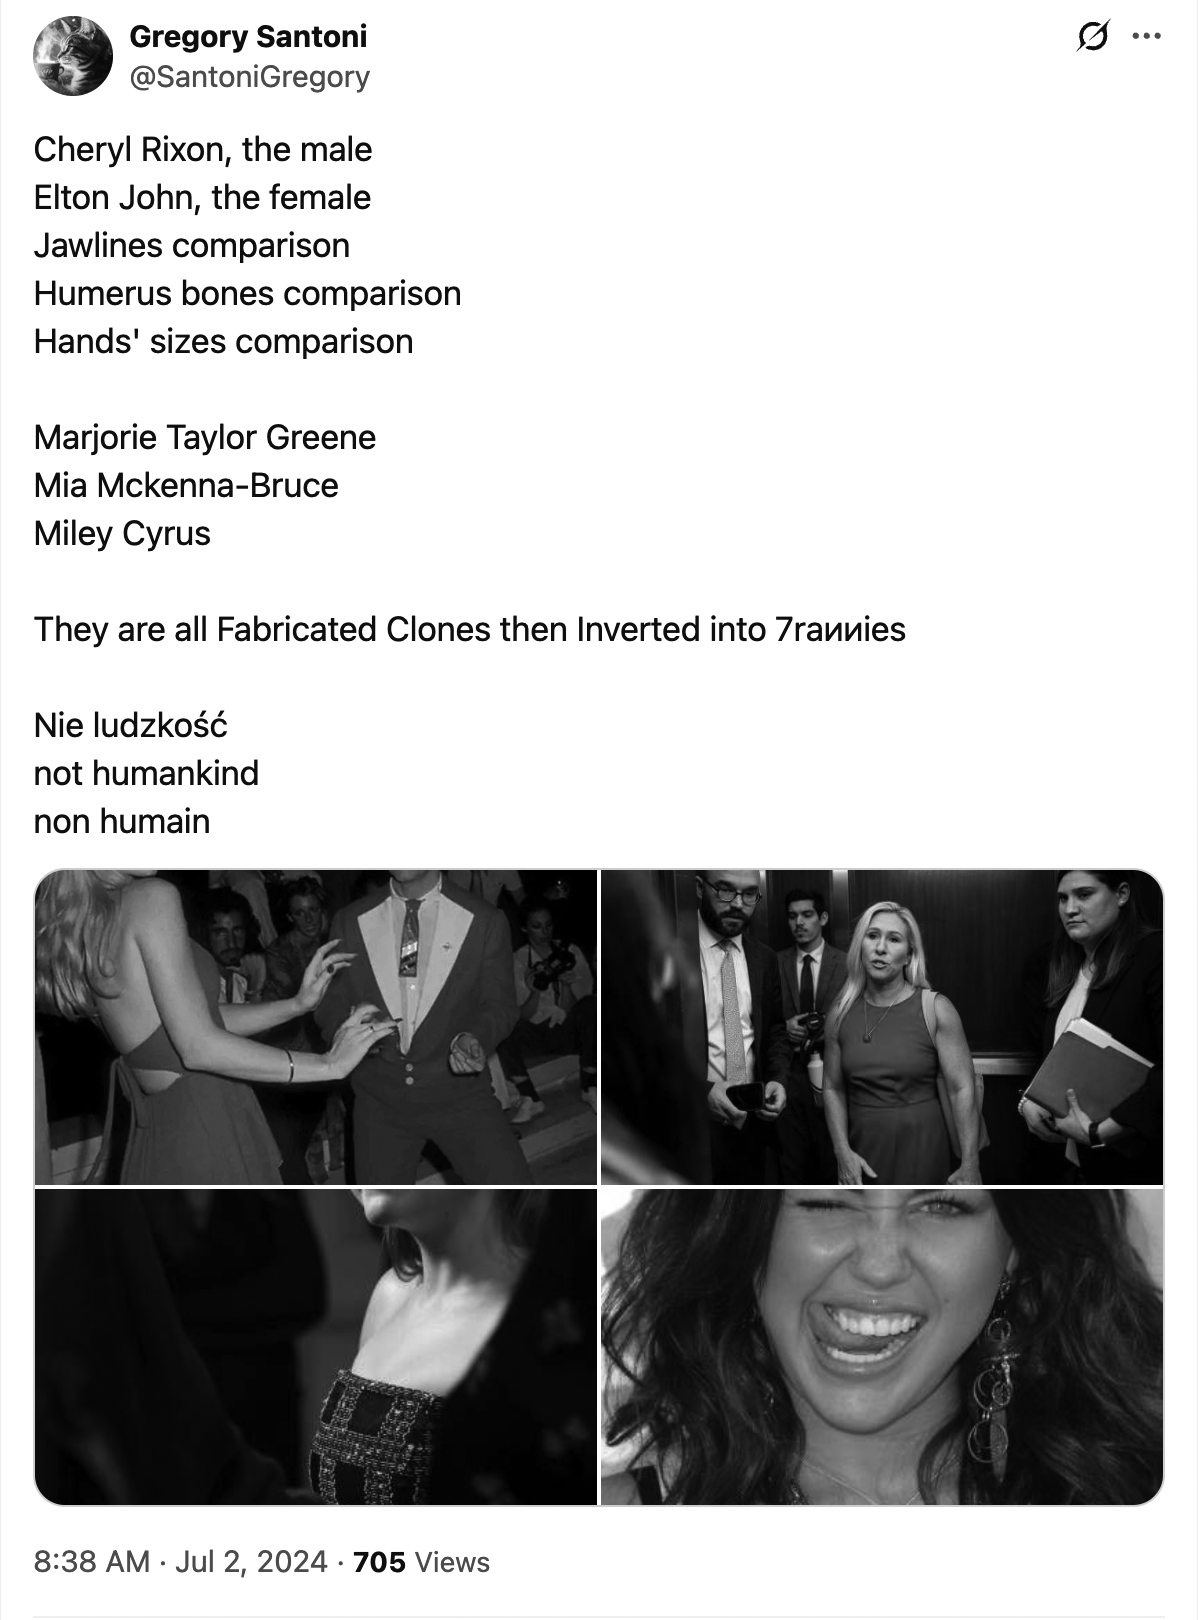 Gregory Santoni
@SantoniGregory
Cheryl Rixon, the male
Elton John, the female
Jawlines comparison
Humerus bones comparison
Hands' sizes comparison
Marjorie Taylor Greene
Mia Mckenna-Bruce
Miley Cyrus
They are all Fabricated Clones then Inverted into 7raииies
Nie ludzkość
not humankind
non humain
8:38 AM · Jul 2, 2024 · 705 Views